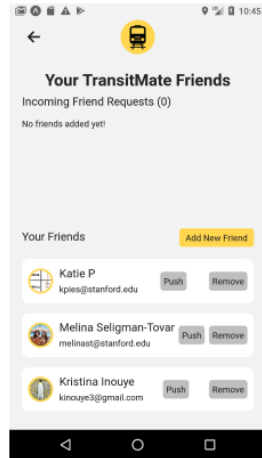 10:45
Your TransitMate Friends
Incoming Friend Requests (0)
No friends added yet!
Your Friends
Add New Friend
Katie P
kpies@stanford.edu
Push
Remove
Melina Seligman-Tovar
melinast@stanford.edu
Push
Remove
Kristina Inouye
kinouye3@gmail.com
Push
Remove